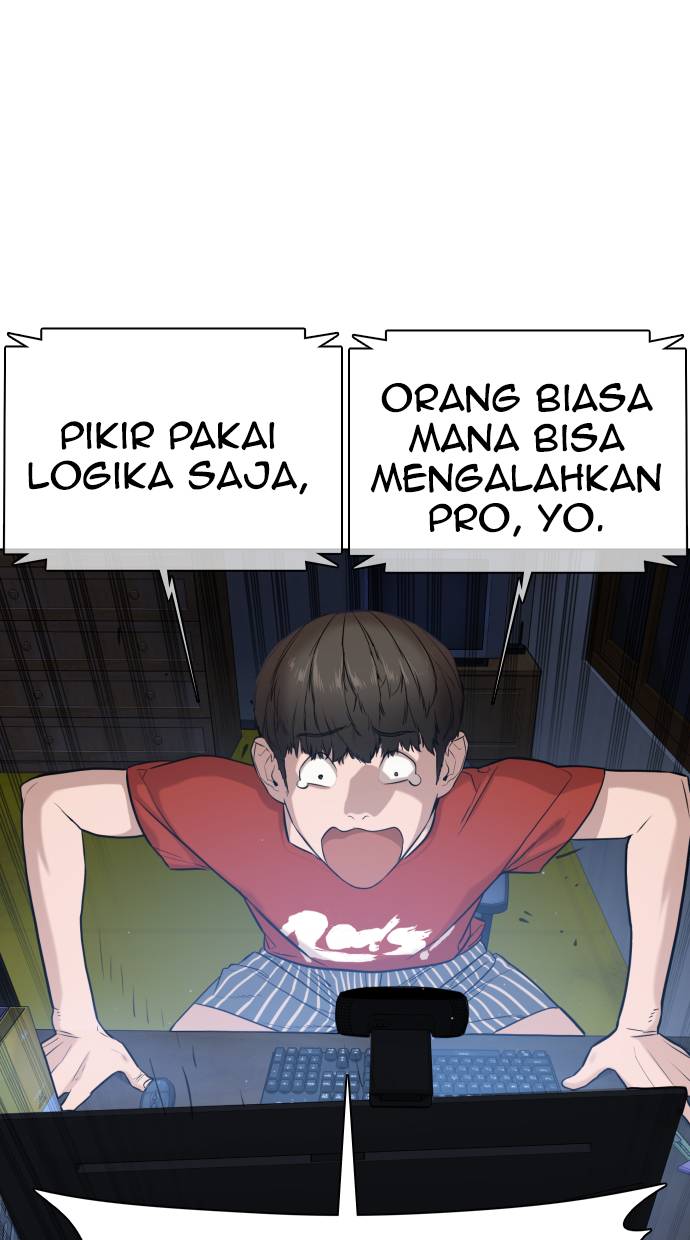 PIKIR PAKAI
LOGIKA SAJA,
ORANG BIASA
MANA BISA
MENGALAHKAN
PRO, YO.